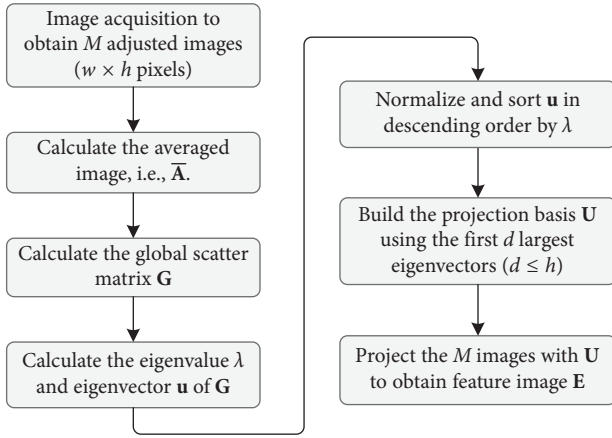 Image acquisition to
obtain M adjusted images
(w × h pixels)
Calculate the averaged
image, i.e., A̅.
Calculate the global scatter
matrix G
Calculate the eigenvalue λ
and eigenvector u of G
Normalize and sort u in
descending order by λ
Build the projection basis U
using the first d largest
eigenvectors (d ≤ h)
Project the M images with U
to obtain feature image E